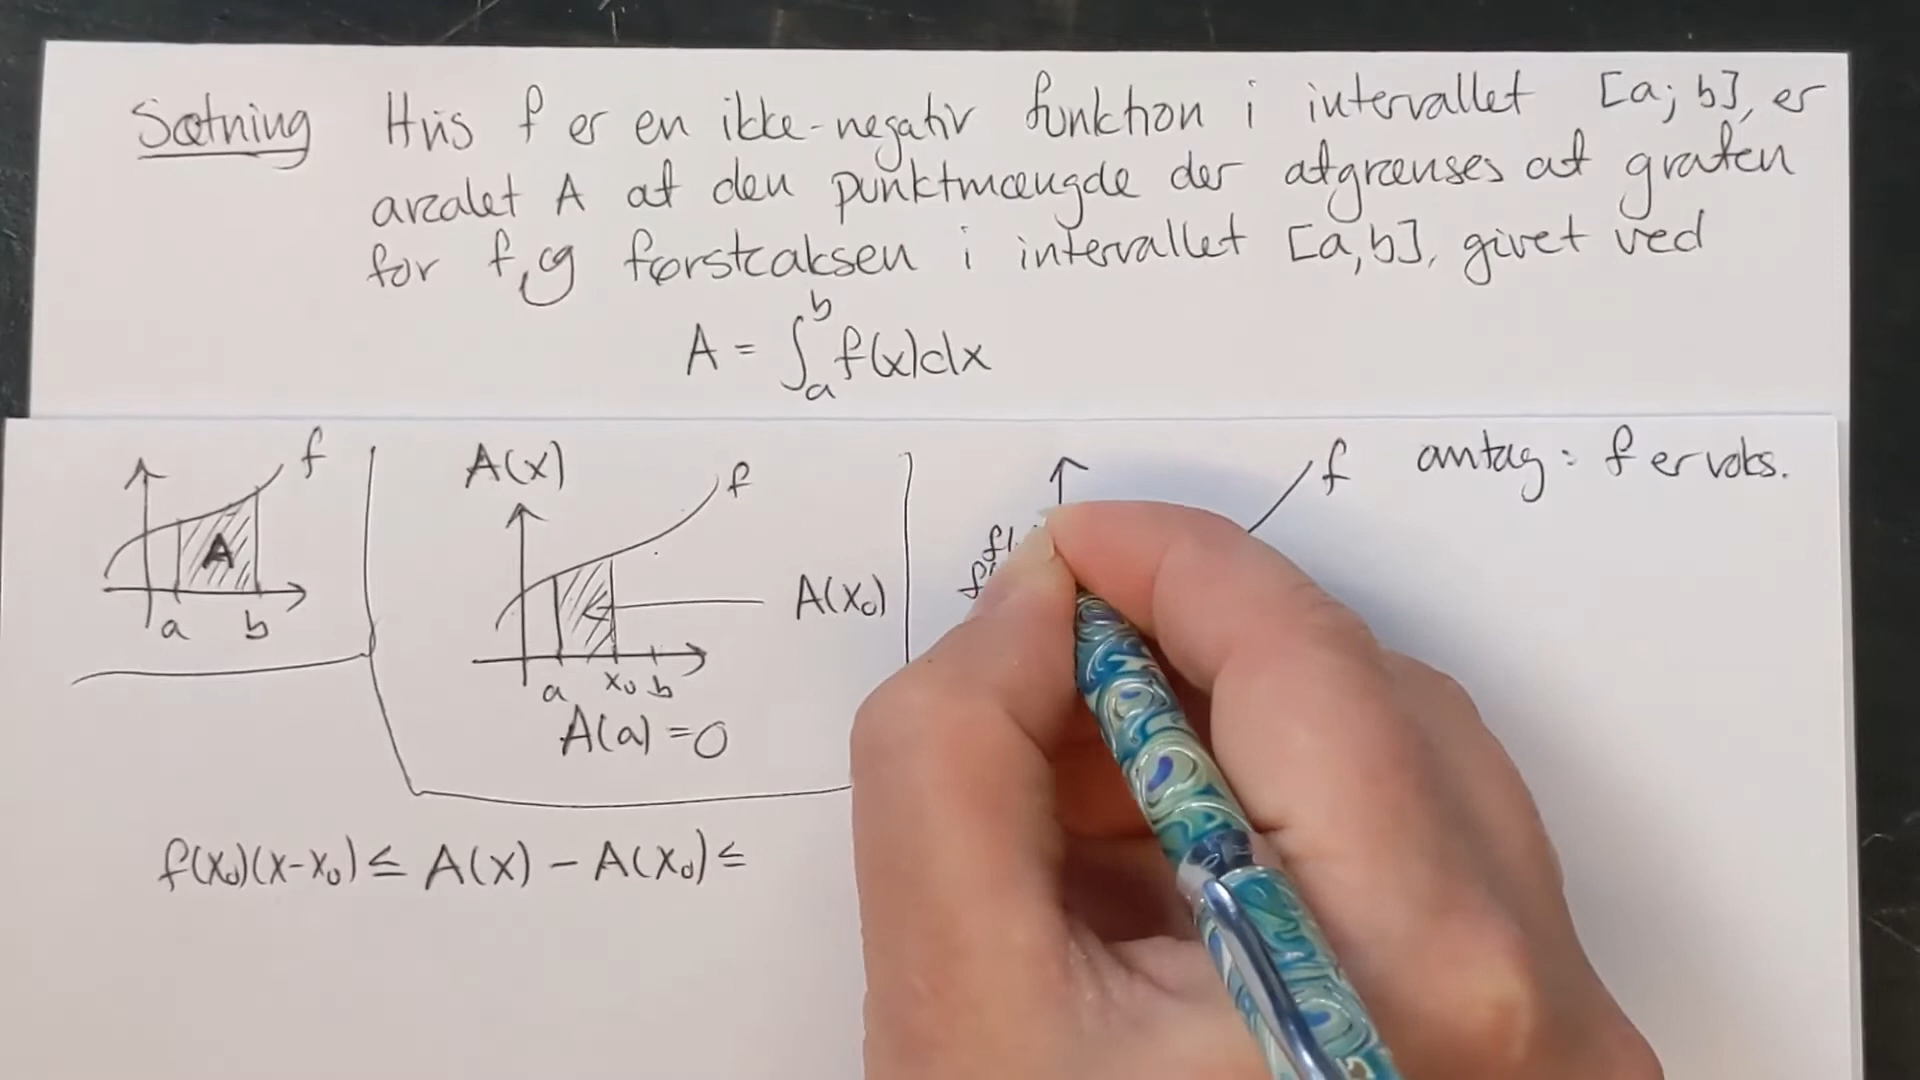 Sætning Hvis f er en ikke-negativ funktion i intervallet [a; b], er
arealet A af den punktmængde der afgrænses af grafen
for f, og førsteaksen i intervallet [a,b], givet ved
A = ∫_a^b f(x)dx
f
A
a b
A(x)
f
A(x₀)
a x₀ b
A(a) = 0
f antag: f er voks.
f(x₀)(x-x₀) ≤ A(x) - A(x₀) ≤